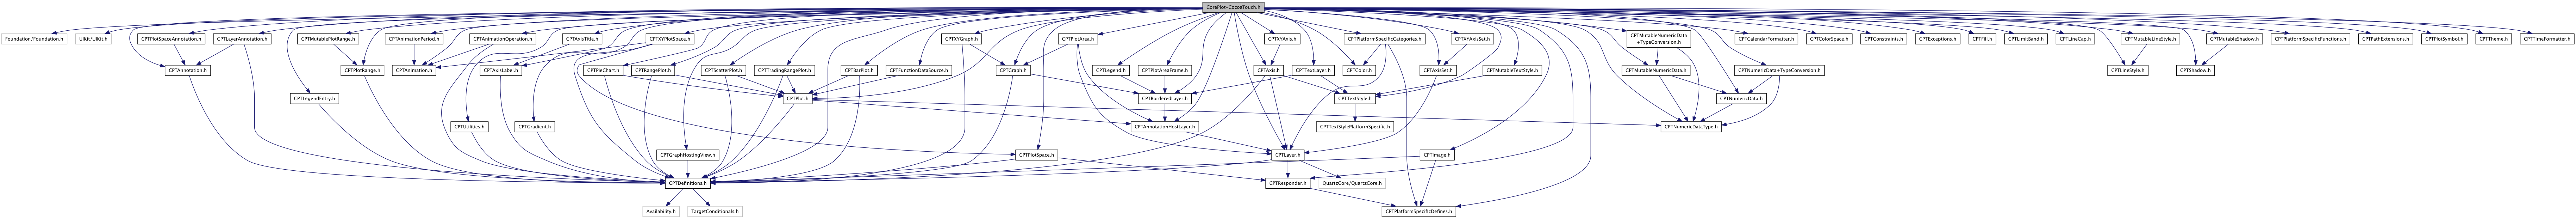 CorePlot-CocoaTouch.h
Foundation/Foundation.h
UIKit/UIKit.h
CPTPlotSpaceAnnotation.h
CPTLayerAnnotation.h
CPTMutablePlotRange.h
CPTAnimationPeriod.h
CPTAnimationOperation.h
CPTAxisTitle.h
CPTXYPlotSpace.h
CPTXYGraph.h
CPTPlotArea.h
CPTXYAxis.h
CPTPlatformSpecificCategories.h
CPTXYAxisSet.h
CPTMutableNumericData
+TypeConversion.h
CPTCalendarFormatter.h
CPTColorSpace.h
CPTConstraints.h
CPTExceptions.h
CPTFill.h
CPTLimitBand.h
CPTLineCap.h
CPTMutableLineStyle.h
CPTMutableShadow.h
CPTPlatformSpecificFunctions.h
CPTPathExtensions.h
CPTPlotSymbol.h
CPTTheme.h
CPTTimeFormatter.h
CPTAnnotation.h
CPTPlotRange.h
CPTAnimation.h
CPTAxisLabel.h
CPTPieChart.h
CPTRangePlot.h
CPTScatterPlot.h
CPTTradingRangePlot.h
CPTBarPlot.h
CPTFunctionDataSource.h
CPTGraph.h
CPTLegend.h
CPTPlotAreaFrame.h
CPTAxis.h
CPTTextLayer.h
CPTColor.h
CPTAxisSet.h
CPTMutableTextStyle.h
CPTMutableNumericData.h
CPTNumericData+TypeConversion.h
CPTLineStyle.h
CPTShadow.h
CPTLegendEntry.h
CPTPlot.h
CPTBorderedLayer.h
CPTTextStyle.h
CPTNumericData.h
CPTUtilities.h
CPTGradient.h
CPTAnnotationHostLayer.h
CPTTextStylePlatformSpecific.h
CPTNumericDataType.h
CPTGraphHostingView.h
CPTPlotSpace.h
CPTLayer.h
CPTImage.h
CPTDefinitions.h
CPTResponder.h
QuartzCore/QuartzCore.h
Availability.h
TargetConditionals.h
CPTPlatformSpecificDefines.h